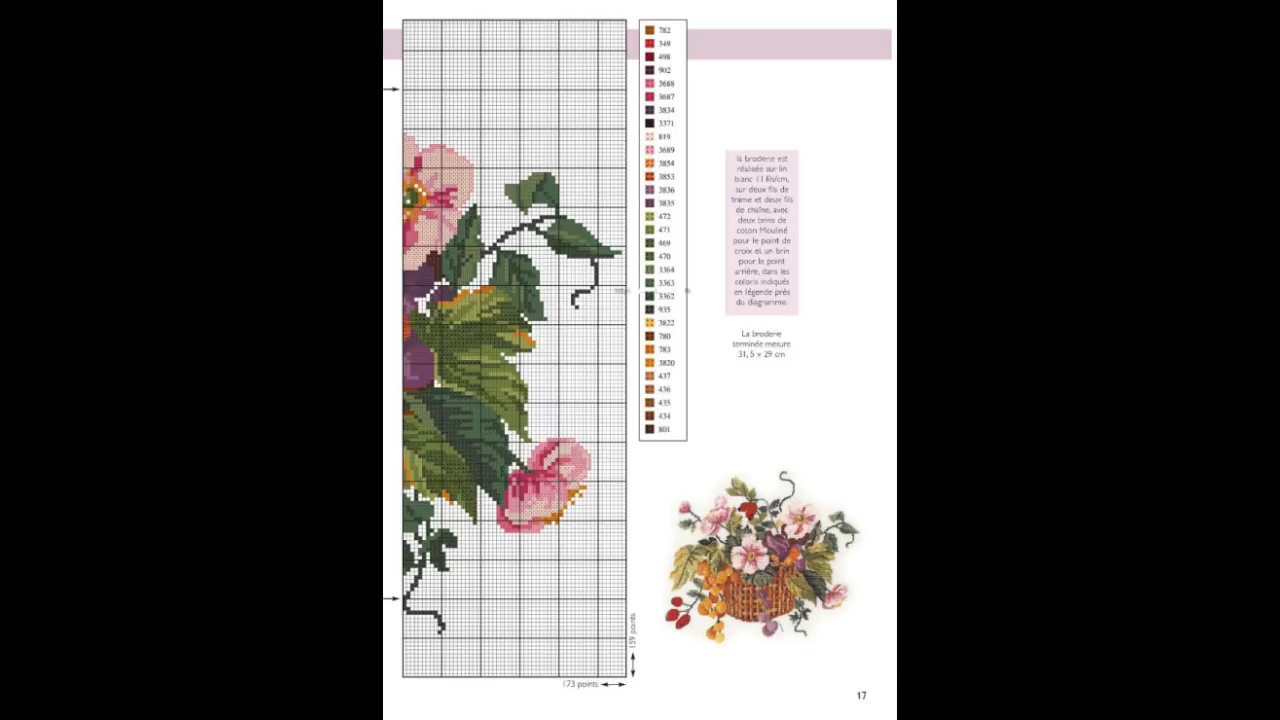 782
349
498
902
3688
3687
3834
3371
819
3689
3854
3853
3836
3835
472
471
469
470
3364
3363
3362
935
3822
780
783
3820
437
436
435
434
801
la broderie est
réalisée sur lin
blanc 11 fils/cm,
sur deux fils de
trame et deux fils
de chaîne, avec
deux brins de
coton Mouliné
pour le point de
croix et un brin
pour le point
arrière, dans les
coloris indiqués
en légende près
du diagramme.
La broderie
terminée mesure
31, 5 x 29 cm
159 points
173 points
17